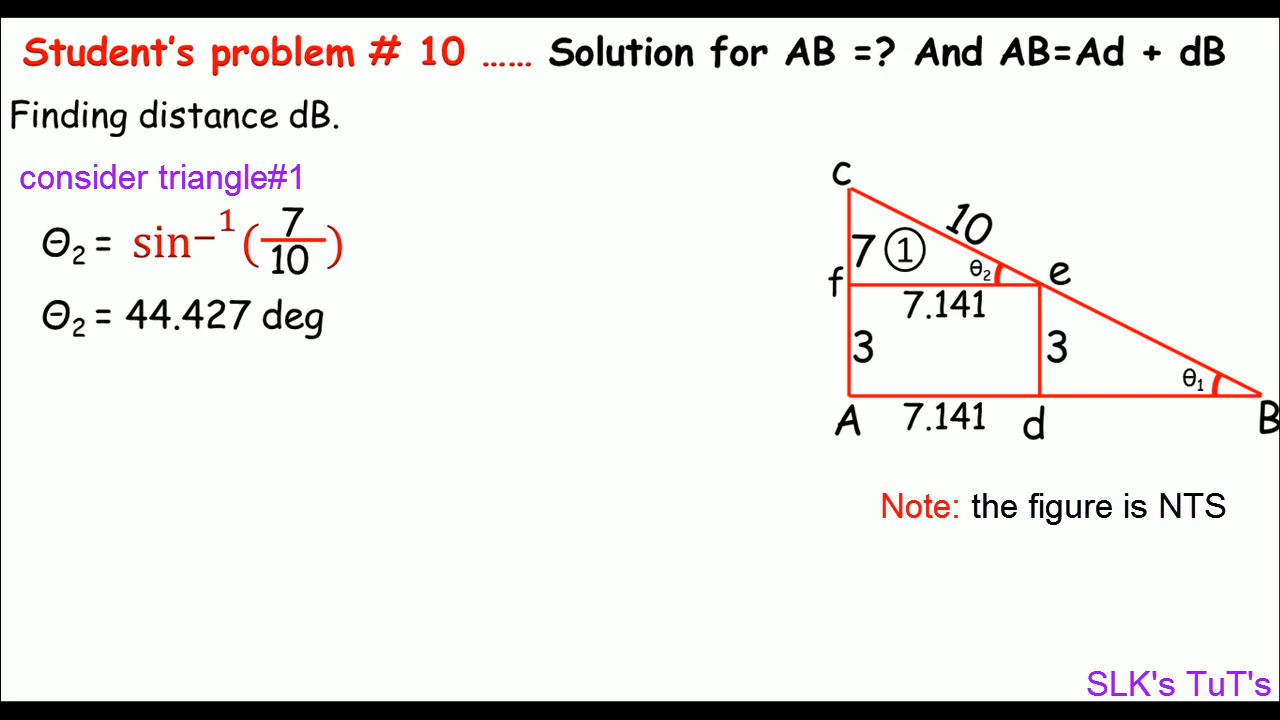 Student's problem # 10 ...... Solution for AB =? And AB=Ad + dB
Finding distance dB.
consider triangle#1
Θ₂ = sin⁻¹(7/10)
Θ₂ = 44.427 deg
c
10
7 ①
θ₂
f
e
7.141
3
3
θ₁
A
7.141
d
B
Note: the figure is NTS
SLK's TuT's